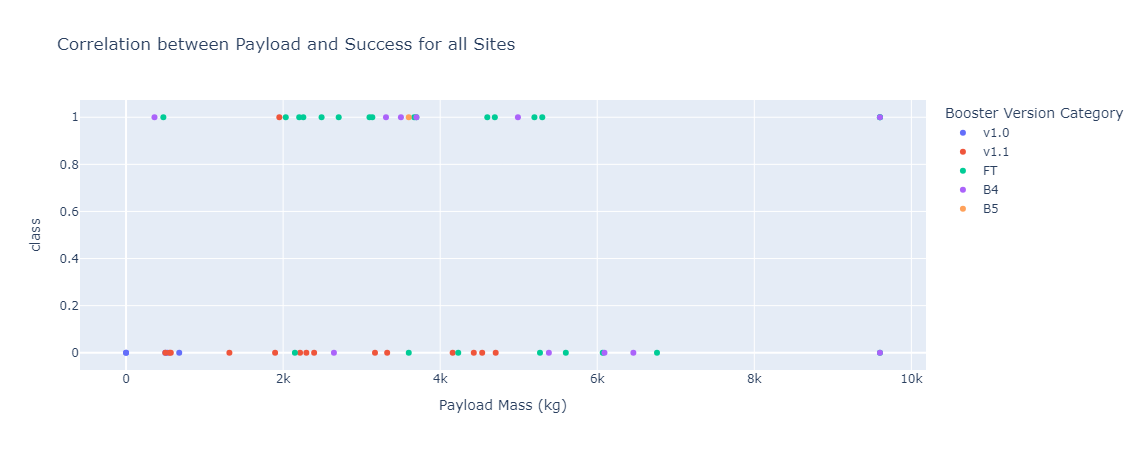 Correlation between Payload and Success for all Sites
1
0.8
0.6
0.4
0.2
0
class
0 2k 4k 6k 8k 10k
Payload Mass (kg)
Booster Version Category
v1.0
v1.1
FT
B4
B5